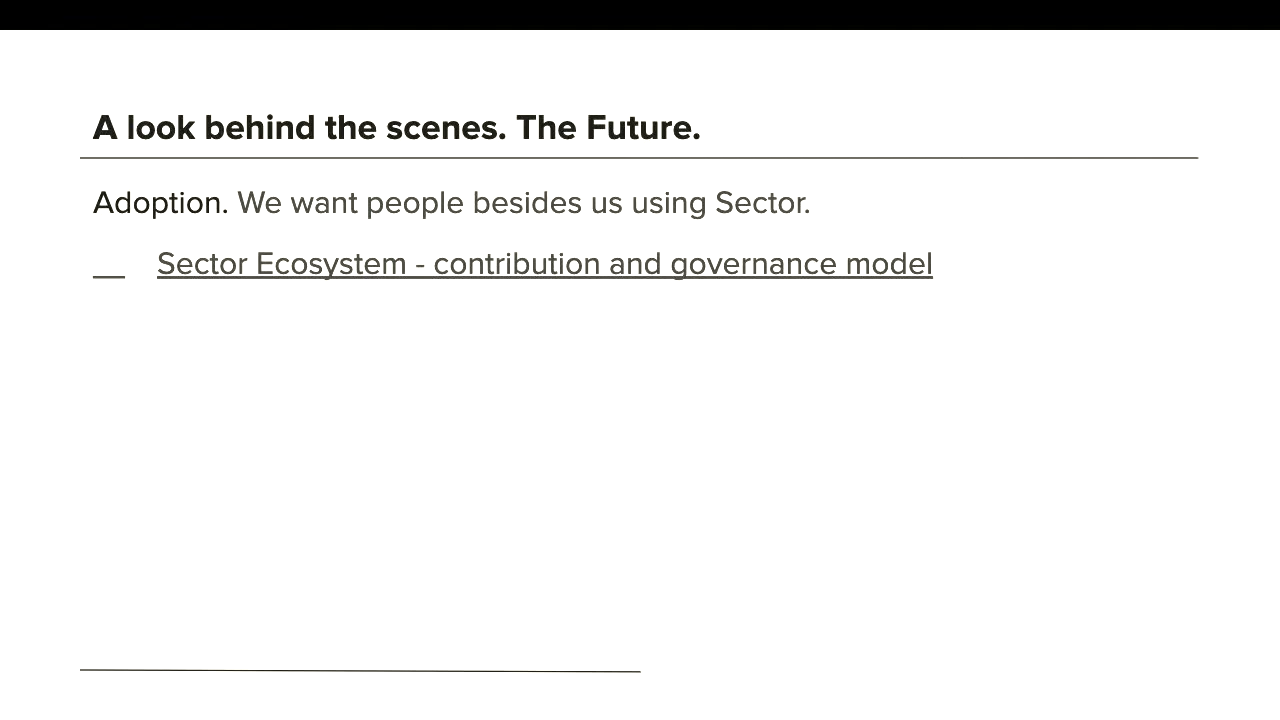 A look behind the scenes. The Future.
Adoption. We want people besides us using Sector.
__ Sector Ecosystem - contribution and governance model